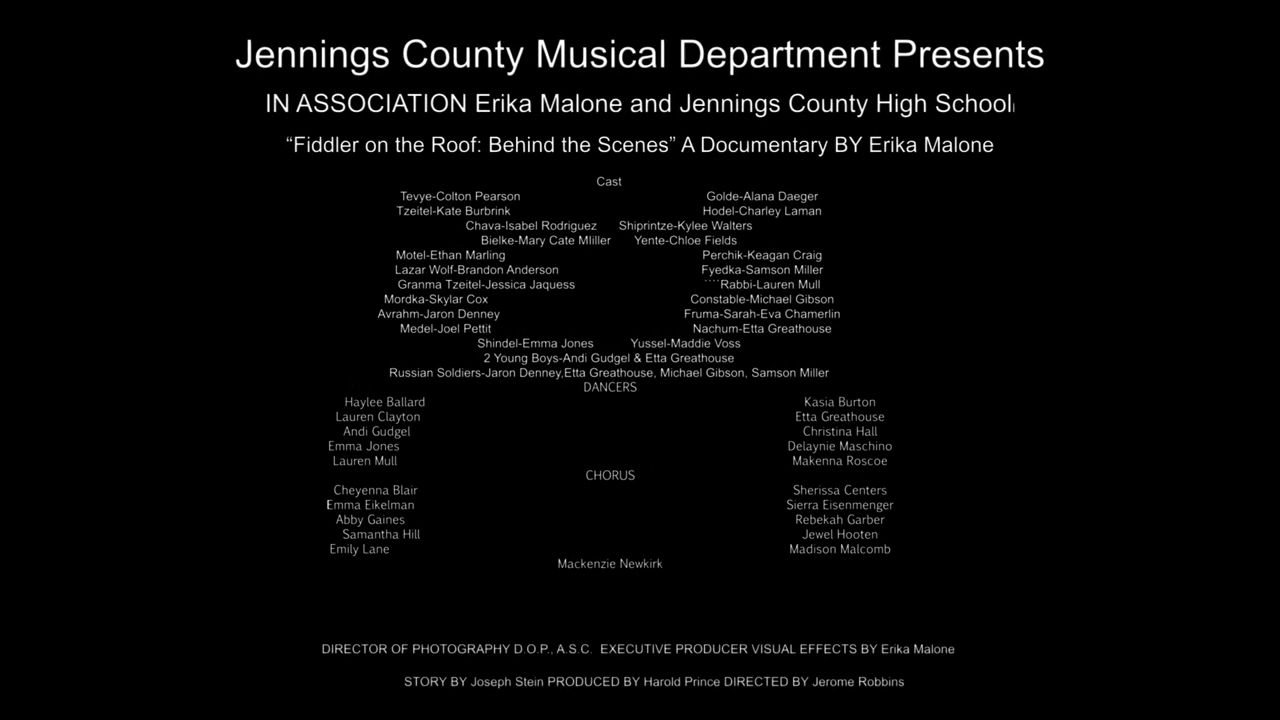 Jennings County Musical Department Presents
IN ASSOCIATION Erika Malone and Jennings County High School
“Fiddler on the Roof: Behind the Scenes” A Documentary BY Erika Malone
Cast
Tevye-Colton Pearson Golde-Alana Daeger
Tzeitel-Kate Burbrink Hodel-Charley Laman
Chava-Isabel Rodriguez Shiprintze-Kylee Walters
Bielke-Mary Cate MIiller Yente-Chloe Fields
Motel-Ethan Marling Perchik-Keagan Craig
Lazar Wolf-Brandon Anderson Fyedka-Samson Miller
Granma Tzeitel-Jessica Jaquess ````Rabbi-Lauren Mull
Mordka-Skylar Cox Constable-Michael Gibson
Avrahm-Jaron Denney Fruma-Sarah-Eva Chamerlin
Medel-Joel Pettit Nachum-Etta Greathouse
Shindel-Emma Jones Yussel-Maddie Voss
2 Young Boys-Andi Gudgel & Etta Greathouse
Russian Soldiers-Jaron Denney,Etta Greathouse, Michael Gibson, Samson Miller
DANCERS
Haylee Ballard Kasia Burton
Lauren Clayton Etta Greathouse
Andi Gudgel Christina Hall
Emma Jones Delaynie Maschino
Lauren Mull Makenna Roscoe
CHORUS
Cheyenna Blair Sherissa Centers
Emma Eikelman Sierra Eisenmenger
Abby Gaines Rebekah Garber
Samantha Hill Jewel Hooten
Emily Lane Madison Malcomb
Mackenzie Newkirk
DIRECTOR OF PHOTOGRAPHY D.O.P., A.S.C. EXECUTIVE PRODUCER VISUAL EFFECTS BY Erika Malone
STORY BY Joseph Stein PRODUCED BY Harold Prince DIRECTED BY Jerome Robbins